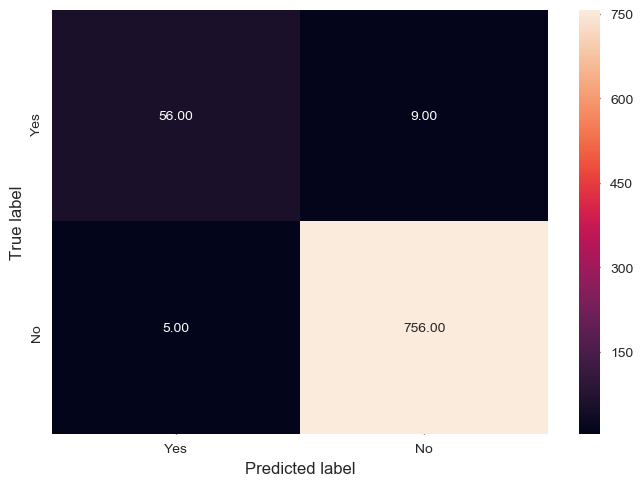 750
56.00 9.00
Yes
600
450
True label
300
5.00 756.00
No
150
Yes No
Predicted label